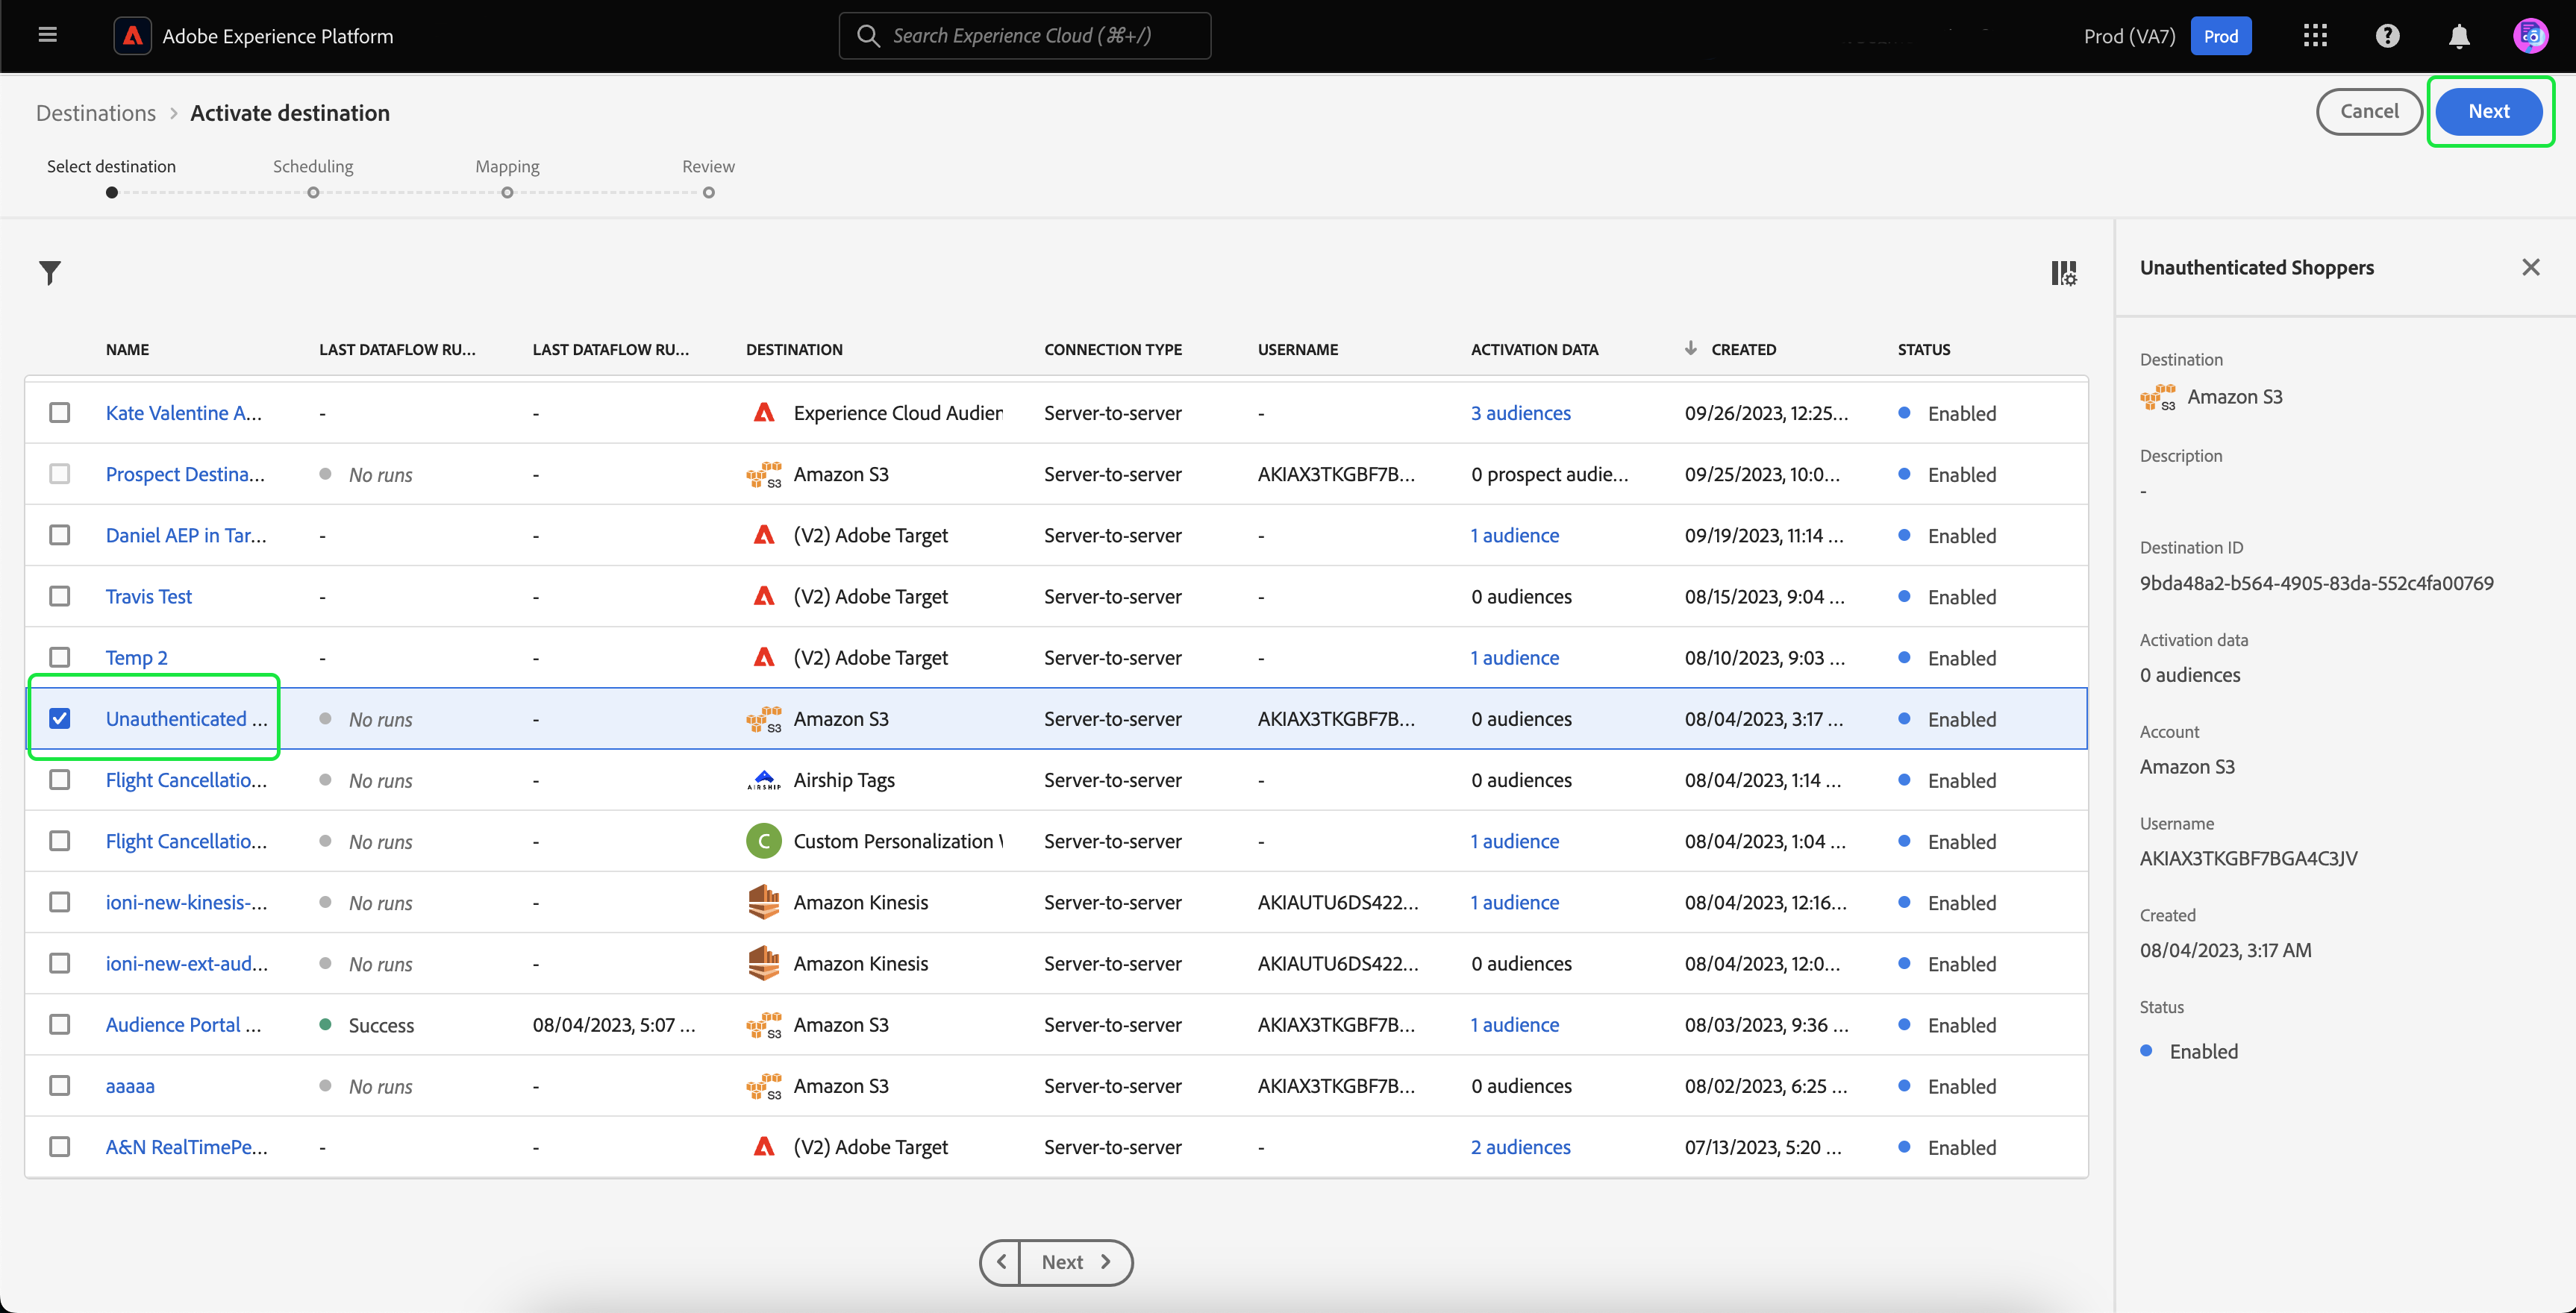 Adobe Experience Platform
Search Experience Cloud (⌘+/)
Prod (VA7) Prod
Destinations > Activate destination
Cancel Next
Select destination Scheduling Mapping Review
Unauthenticated Shoppers
NAME LAST DATAFLOW RU... LAST DATAFLOW RU... DESTINATION CONNECTION TYPE USERNAME ACTIVATION DATA CREATED STATUS
Kate Valentine A... - - Experience Cloud Audien Server-to-server - 3 audiences 09/26/2023, 12:25... Enabled
Prospect Destina... No runs - S3 Amazon S3 Server-to-server AKIAX3TKGBF7B... 0 prospect audie... 09/25/2023, 10:0... Enabled
Daniel AEP in Tar... - - (V2) Adobe Target Server-to-server - 1 audience 09/19/2023, 11:14 ... Enabled
Travis Test - - (V2) Adobe Target Server-to-server - 0 audiences 08/15/2023, 9:04 ... Enabled
Temp 2 - - (V2) Adobe Target Server-to-server - 1 audience 08/10/2023, 9:03 ... Enabled
Unauthenticated ... No runs - S3 Amazon S3 Server-to-server AKIAX3TKGBF7B... 0 audiences 08/04/2023, 3:17 ... Enabled
Flight Cancellatio... No runs - AIRSHIP Airship Tags Server-to-server - 0 audiences 08/04/2023, 1:14 ... Enabled
Flight Cancellatio... No runs - C Custom Personalization Server-to-server - 1 audience 08/04/2023, 1:04 ... Enabled
ioni-new-kinesis-... No runs - Amazon Kinesis Server-to-server AKIAUTU6DS422... 1 audience 08/04/2023, 12:16... Enabled
ioni-new-ext-aud... No runs - Amazon Kinesis Server-to-server AKIAUTU6DS422... 0 audiences 08/04/2023, 12:0... Enabled
Audience Portal ... Success 08/04/2023, 5:07 ... S3 Amazon S3 Server-to-server AKIAX3TKGBF7B... 1 audience 08/03/2023, 9:36 ... Enabled
aaaaa No runs - S3 Amazon S3 Server-to-server AKIAX3TKGBF7B... 0 audiences 08/02/2023, 6:25 ... Enabled
A&N RealTimePe... - - (V2) Adobe Target Server-to-server - 2 audiences 07/13/2023, 5:20 ... Enabled
< Next >
Destination
S3 Amazon S3
Description
-
Destination ID
9bda48a2-b564-4905-83da-552c4fa00769
Activation data
0 audiences
Account
Amazon S3
Username
AKIAX3TKGBF7BGA4C3JV
Created
08/04/2023, 3:17 AM
Status
Enabled